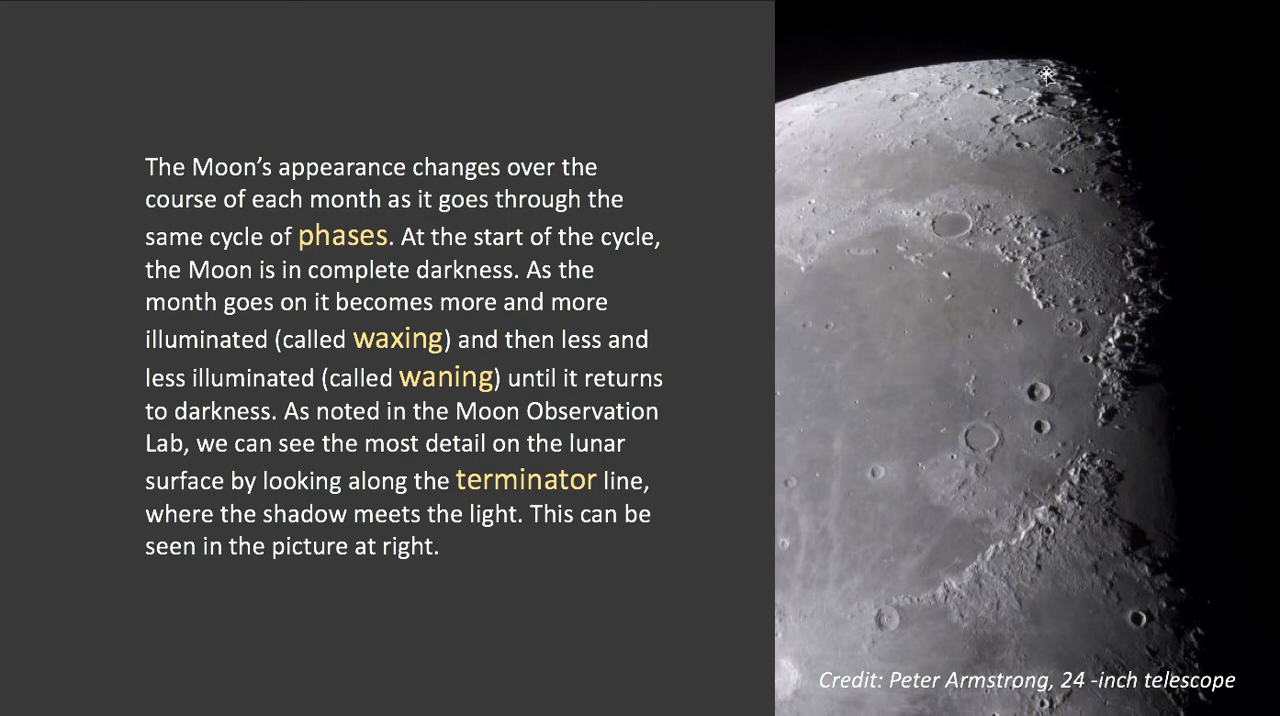 The Moon’s appearance changes over the
course of each month as it goes through the
same cycle of phases. At the start of the cycle,
the Moon is in complete darkness. As the
month goes on it becomes more and more
illuminated (called waxing) and then less and
less illuminated (called waning) until it returns
to darkness. As noted in the Moon Observation
Lab, we can see the most detail on the lunar
surface by looking along the terminator line,
where the shadow meets the light. This can be
seen in the picture at right.
Credit: Peter Armstrong, 24 -inch telescope